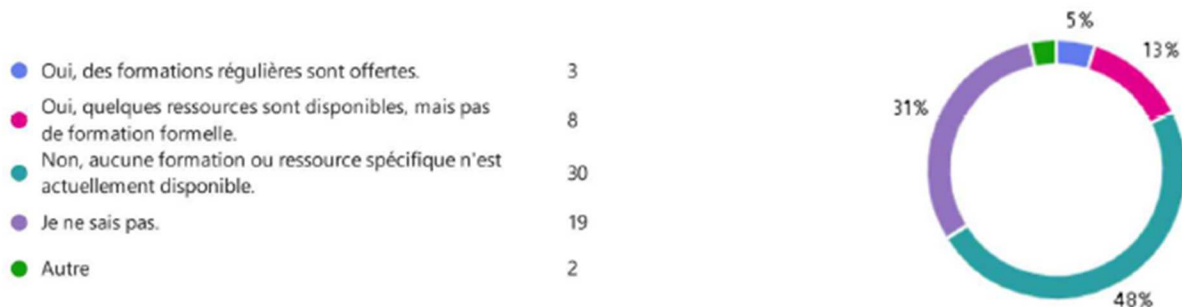 Oui, des formations régulières sont offertes. 3
Oui, quelques ressources sont disponibles, mais pas
de formation formelle. 8
Non, aucune formation ou ressource spécifique n'est
actuellement disponible. 30
Je ne sais pas. 19
Autre 2
5%
13%
31%
48%